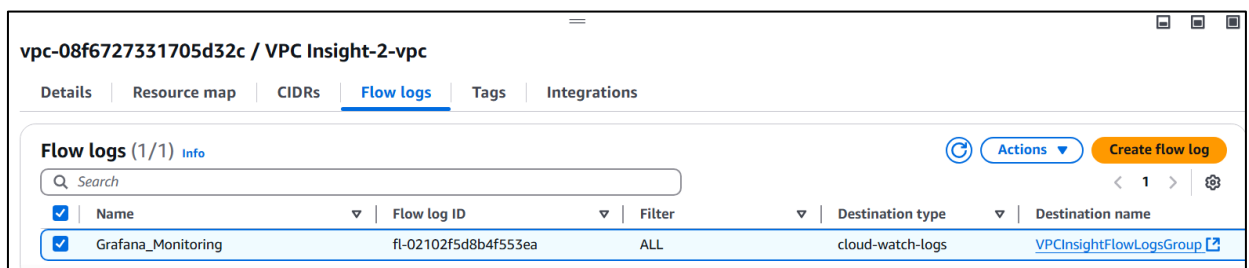 vpc-08f6727331705d32c / VPC Insight-2-vpc
Details Resource map CIDRs Flow logs Tags Integrations
Flow logs (1/1) Info Actions Create flow log
Search 1
Name Flow log ID Filter Destination type Destination name
Grafana_Monitoring fl-02102f5d8b4f553ea ALL cloud-watch-logs VPCInsightFlowLogsGroup